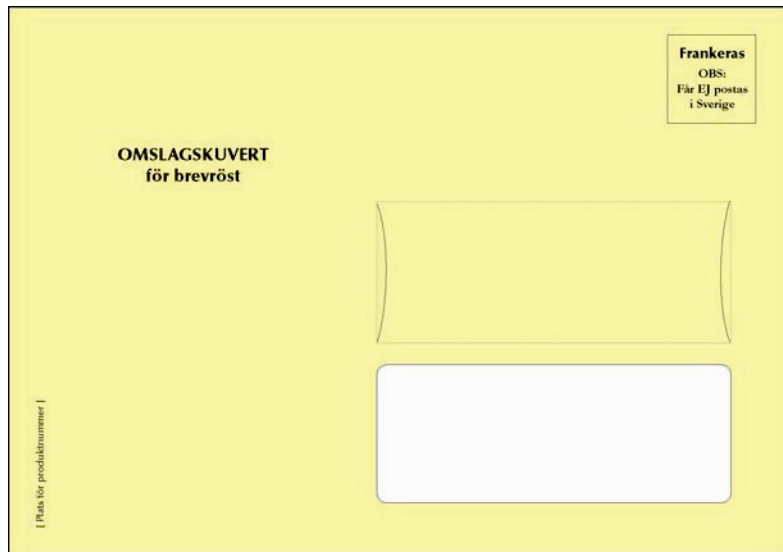 Frankeras
OBS:
Får EJ postas
i Sverige
OMSLAGSKUVERT
för brevröst
[ Plats för produktnummer ]